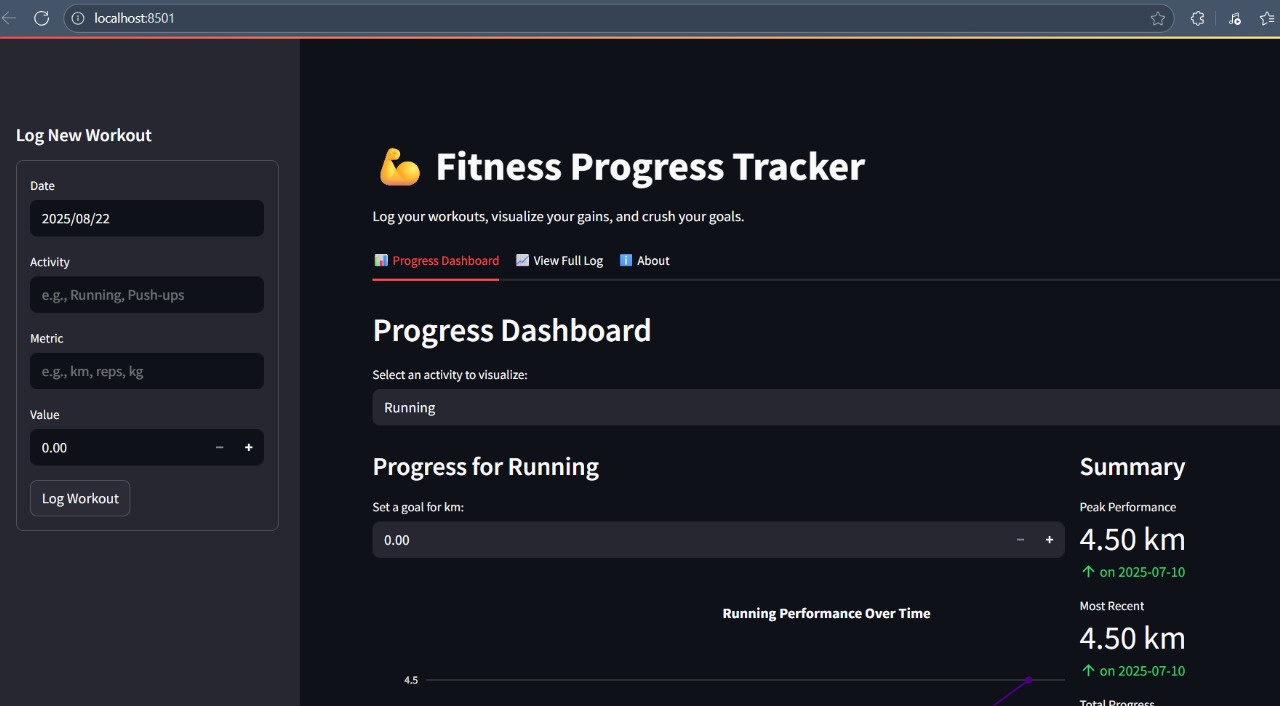 localhost:8501
Log New Workout
Date
2025/08/22
Activity
e.g., Running, Push-ups
Metric
e.g., km, reps, kg
Value
0.00
Log Workout
💪 Fitness Progress Tracker
Log your workouts, visualize your gains, and crush your goals.
Progress Dashboard
View Full Log
About
Progress Dashboard
Select an activity to visualize:
Running
Progress for Running
Set a goal for km:
0.00
Running Performance Over Time
4.5
Summary
Peak Performance
4.50 km
↑ on 2025-07-10
Most Recent
4.50 km
↑ on 2025-07-10
Total Progress